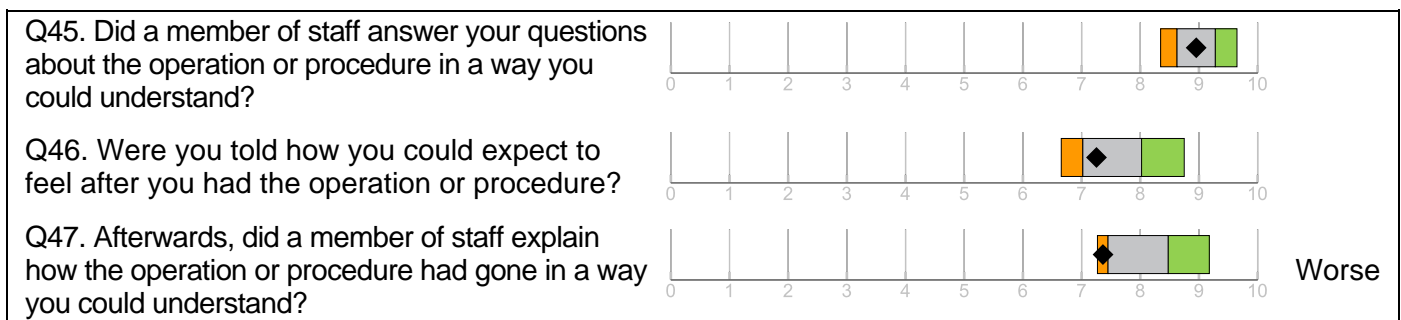 Q45. Did a member of staff answer your questions
about the operation or procedure in a way you
could understand?
0 1 2 3 4 5 6 7 8 9 10
Q46. Were you told how you could expect to
feel after you had the operation or procedure?
0 1 2 3 4 5 6 7 8 9 10
Q47. Afterwards, did a member of staff explain
how the operation or procedure had gone in a way
you could understand?
0 1 2 3 4 5 6 7 8 9 10
Worse